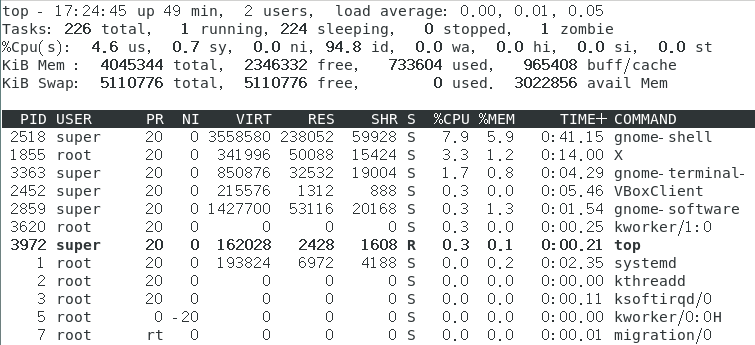 top - 17:24:45 up 49 min,  2 users,  load average: 0.00, 0.01, 0.05
Tasks: 226 total,   1 running, 224 sleeping,   0 stopped,   1 zombie
%Cpu(s):  4.6 us,  0.7 sy,  0.0 ni, 94.8 id,  0.0 wa,  0.0 hi,  0.0 si,  0.0 st
KiB Mem :  4045344 total,  2346332 free,   733604 used,   965408 buff/cache
KiB Swap:  5110776 total,  5110776 free,        0 used.  3022856 avail Mem
PID USER      PR  NI    VIRT    RES    SHR S  %CPU %MEM     TIME+ COMMAND
2518 super     20   0 3558580 238052  59928 S   7.9  5.9   0:41.15 gnome-shell
1855 root      20   0  341996  50088  15424 S   3.3  1.2   0:14.00 X
3363 super     20   0  850876  32532  19004 S   1.7  0.8   0:04.29 gnome-terminal-
2452 super     20   0  215576   1312    888 S   0.3  0.0   0:05.46 VBoxClient
2859 super     20   0 1427700  53116  20168 S   0.3  1.3   0:01.54 gnome-software
3620 root      20   0       0      0      0 S   0.3  0.0   0:00.25 kworker/1:0
3972 super     20   0  162028   2428   1608 R   0.3  0.1   0:00.21 top
1 root      20   0  193824   6972   4188 S   0.0  0.2   0:02.35 systemd
2 root      20   0       0      0      0 S   0.0  0.0   0:00.00 kthreadd
3 root      20   0       0      0      0 S   0.0  0.0   0:00.11 ksoftirqd/0
5 root       0 -20       0      0      0 S   0.0  0.0   0:00.00 kworker/0:0H
7 root      rt   0       0      0      0 S   0.0  0.0   0:00.01 migration/0